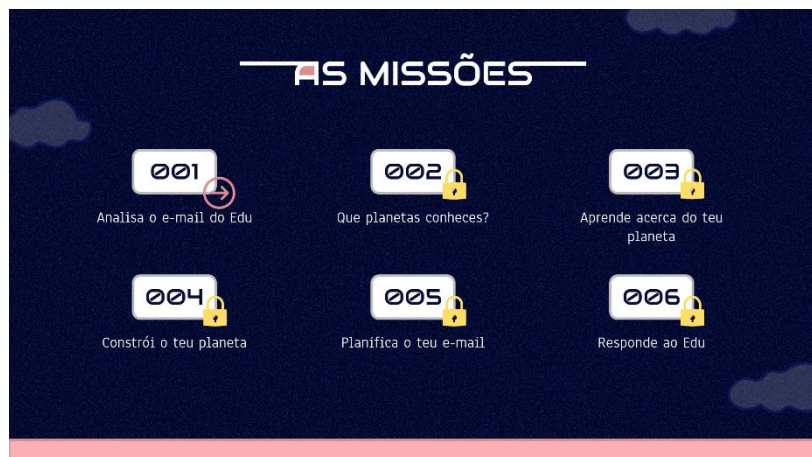 AS MISSÕES
001
002
003
Analisa o e-mail do Edu
Que planetas conheces?
Aprende acerca do teu
planeta
004
005
006
Constrói o teu planeta
Planifica o teu e-mail
Responde ao Edu